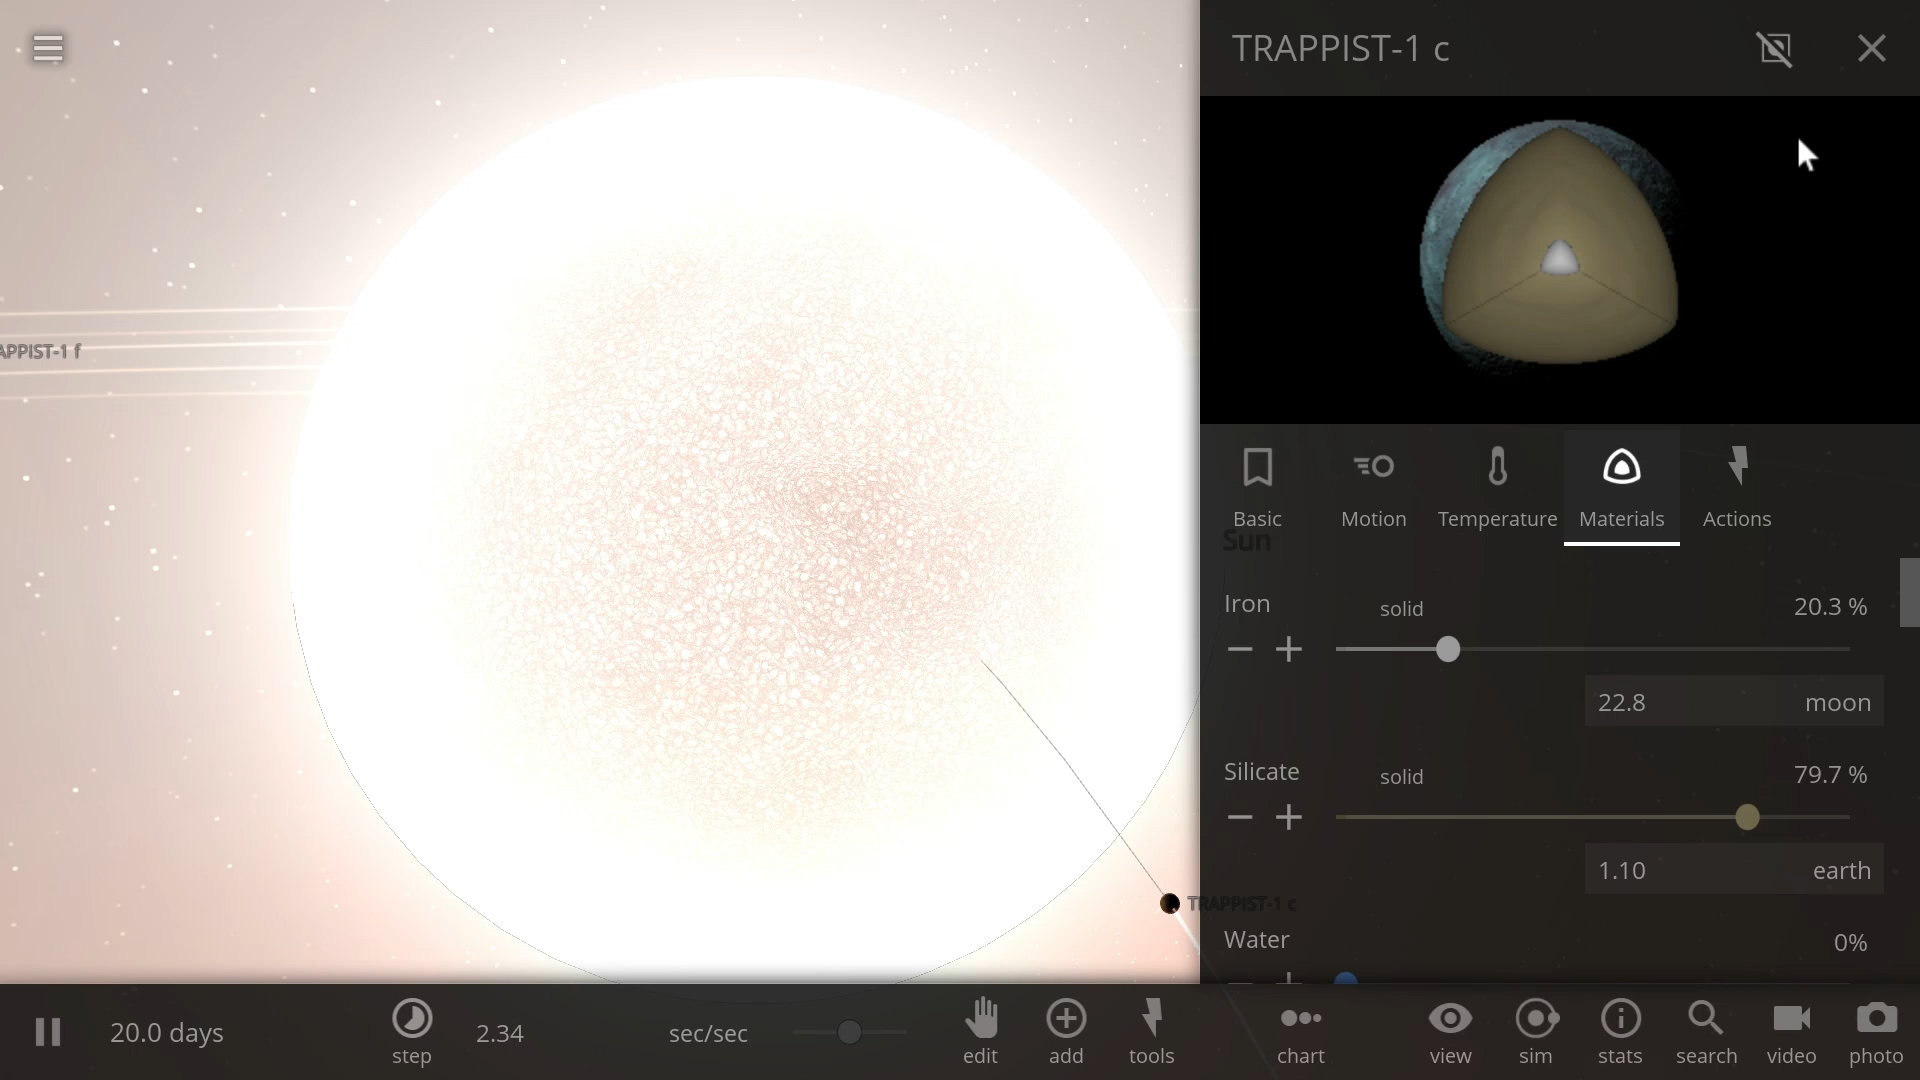 TRAPPIST-1 c
APPIST-1 f
Basic
Motion
Temperature
Materials
Actions
Sun
Iron
solid
20.3 %
22.8 moon
Silicate
solid
79.7 %
1.10 earth
TRAPPIST-1 c
Water
0%
20.0 days
step
2.34 sec/sec
edit
add
tools
chart
view
sim
stats
search
video
photo